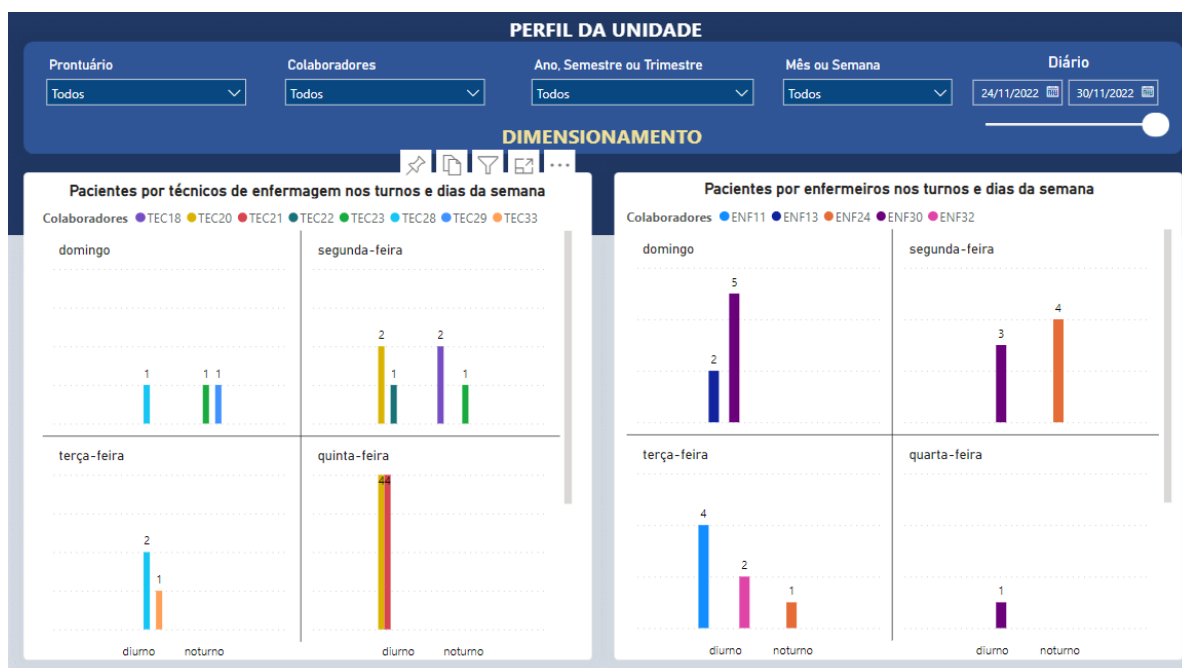 PERFIL DA UNIDADE
Prontuário Colaboradores Ano, Semestre ou Trimestre Mês ou Semana Diário
Todos Todos Todos Todos 24/11/2022 30/11/2022
DIMENSIONAMENTO
Pacientes por técnicos de enfermagem nos turnos e dias da semana
Colaboradores TEC18 TEC20 TEC21 TEC22 TEC23 TEC28 TEC29 TEC33
domingo segunda-feira
2 2
1 1 1 1 1
terça-feira quinta-feira
44
2
1
diurno noturno diurno noturno
Pacientes por enfermeiros nos turnos e dias da semana
Colaboradores ENF11 ENF13 ENF24 ENF30 ENF32
domingo segunda-feira
5
4
3
2
terça-feira quarta-feira
4
2
1 1
diurno noturno diurno noturno